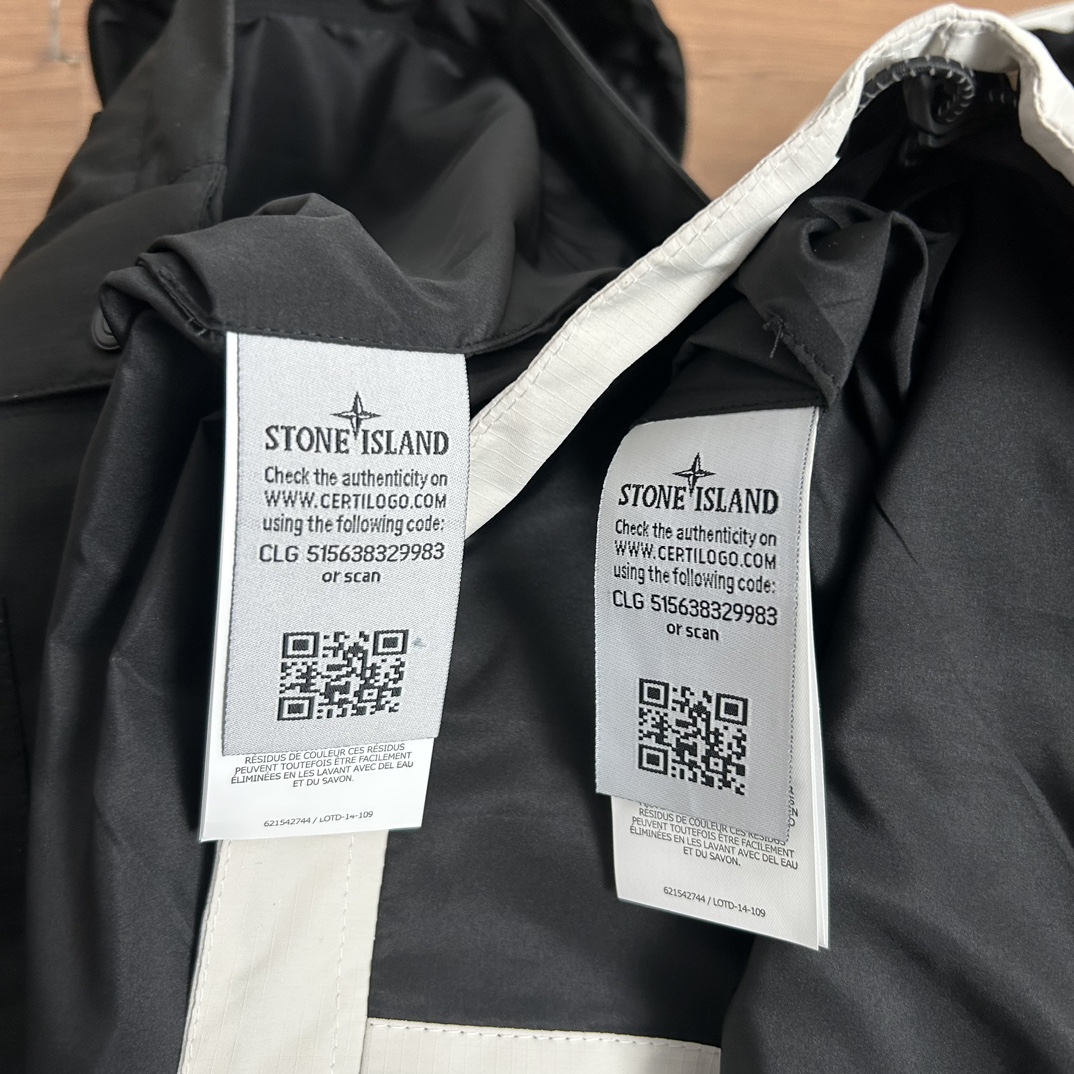 STONE ISLAND
Check the authenticity on
WWW.CERTILOGO.COM
using the following code:
CLG 515638329983
or scan
RÉSIDUS DE COULEUR CES RÉSIDUS
PEUVENT TOUTEFOIS ÊTRE FACILEMENT
ÉLIMINÉES EN LES LAVANT AVEC DEL EAU
ET DU SAVON.
621542744 / LOTD-14-109
STONE ISLAND
Check the authenticity on
WWW.CERTILOGO.COM
using the following code:
CLG 515638329983
or scan
RÉSIDUS DE COULEUR CES RÉSIDUS
PEUVENT TOUTEFOIS ÊTRE FACILEMENT
ÉLIMINÉES EN LES LAVANT AVEC DEL EAU
ET DU SAVON.
621542744 / LOTD-14-109